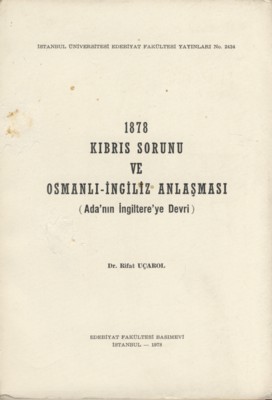 İSTANBUL ÜNİVERSİTESİ EDEBİYAT FAKÜLTESİ YAYINLARI No. 2434
1878
KIBRIS SORUNU
VE
OSMANLI-İNGİLİZ ANLAŞMASI
(Ada'nın İngiltere'ye Devri)
Dr. Rifat UÇAROL
EDEBİYAT FAKÜLTESİ BASIMEVİ
İSTANBUL — 1978